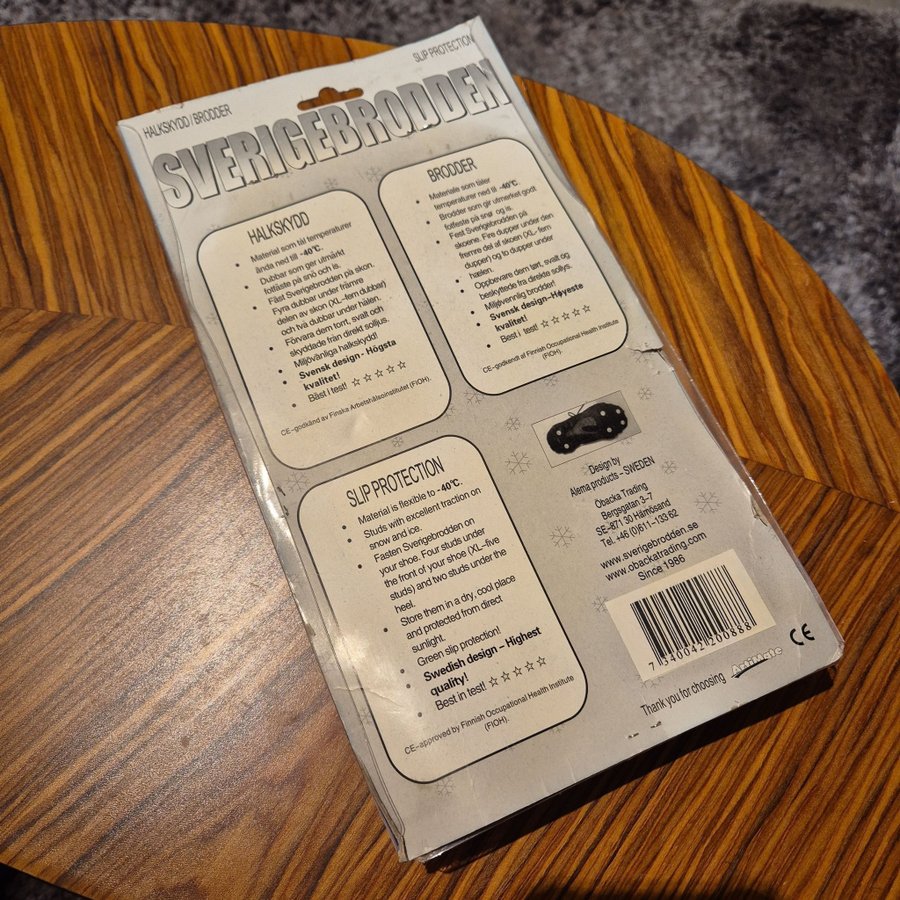 HALKSKYDD / BRODDER
SLIP PROTECTION
SVERIGEBRODDEN
HALKSKYDD
• Material som tål temperaturer
ända ned till -40°C.
• Dubbar som ger utmärkt
fotfäste på snö och is.
• Fäst Sverigebrodden på skon.
Fyra dubbar under främre
delen av skon (XL-fem dubbar)
och två dubbar under hälen.
• Förvara dem torrt, svalt och
skyddade från direkt solljus.
• Miljövänliga halkskydd!
• Svensk design - Högsta
kvalitet!
• Bäst i test! ☆ ☆ ☆ ☆ ☆
CE-godkänd av Finska Arbetshälsoinstitutet (FIOH).
BRODDER
• Materiale som tåler
temperaturer ned til -40°C.
• Brodder som gir utmerket godt
fotfeste på snør og is.
• Fest Sverigebrodden på
skoene. Fire dupper under den
fremre del af skoen (XL- fem
dupper) og to dupper under
hælen.
• Oppbevare dem tørt, svalt og
beskyttede fra direkte sollys.
• Miljøvennlig brodder!
• Svensk design-Høyeste
kvalitet!
• Best i test! ☆ ☆ ☆ ☆ ☆
CE-godkendt af Finnish Occupational Health Institute
(FIOH).
SLIP PROTECTION
• Material is flexible to -40°C.
• Studs with excellent traction on
snow and ice.
• Fasten Sverigebrodden on
your shoe. Four studs under
the front of your shoe (XL-five
studs) and two studs under the
heel.
• Store them in a dry, cool place
and protected from direct
sunlight.
• Green slip protection!
• Swedish design - Highest
quality!
• Best in test! ☆ ☆ ☆ ☆ ☆
CE-approved by Finnish Occupational Health Institute
(FIOH).
Design by
Alema products - SWEDEN
Obacka Trading
Bergsgatan 3-7
SE-871 30 Härnösand
Tel. +46 (0)611-133 62
www.sverigebrodden.se
www.obackatrading.com
Since 1986
7 340042 200888
Thank you for choosing ArtiMate
CE